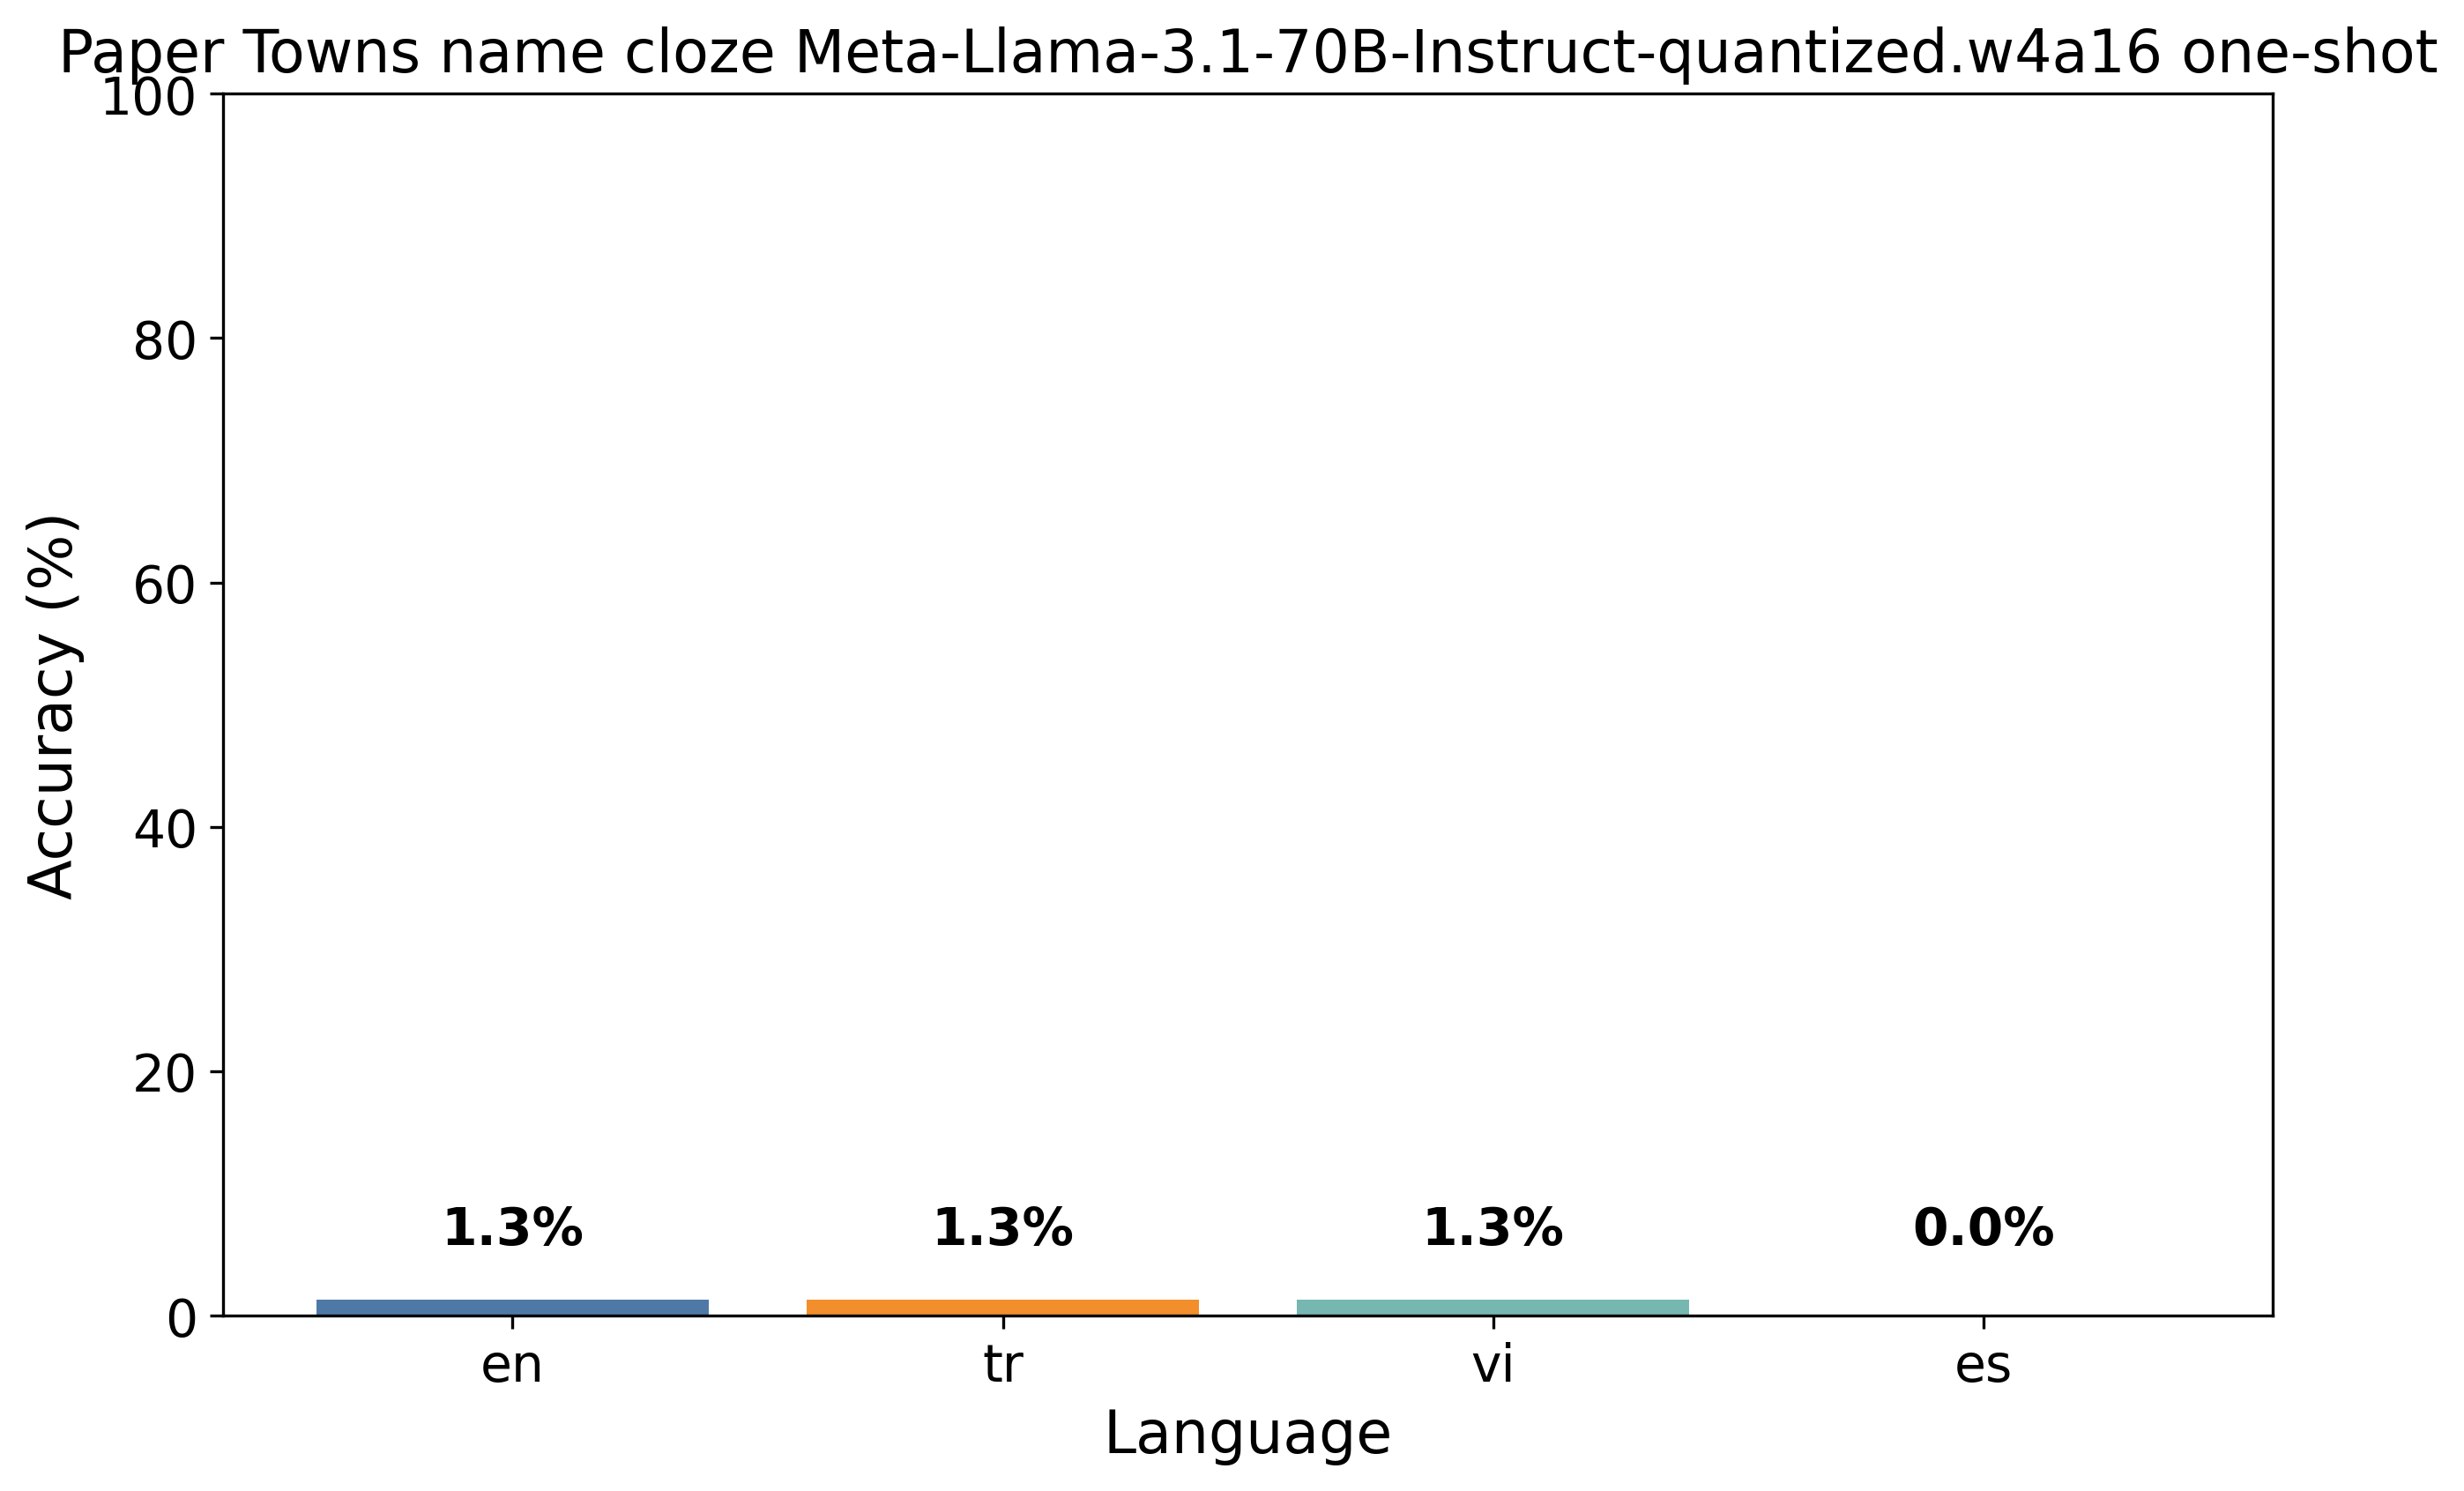 Paper Towns name cloze Meta-Llama-3.1-70B-Instruct-quantized.w4a16 one-shot
100
80
60
40
20
0
Accuracy (%)
1.3%
1.3%
1.3%
0.0%
en
tr
vi
es
Language